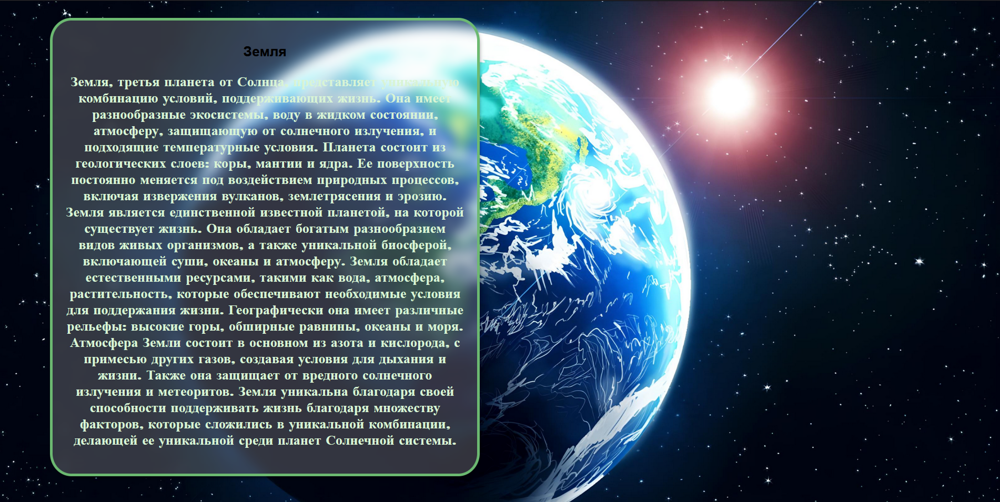 Земля
Земля, третья планета от Солнца, представляет уникальную
комбинацию условий, поддерживающих жизнь. Она имеет
разнообразные экосистемы, воду в жидком состоянии,
атмосферу, защищающую от солнечного излучения, и
подходящие температурные условия. Планета состоит из
геологических слоев: коры, мантии и ядра. Ее поверхность
постоянно меняется под воздействием природных процессов,
включая извержения вулканов, землетрясения и эрозию.
Земля является единственной известной планетой, на которой
существует жизнь. Она обладает богатым разнообразием
видов живых организмов, а также уникальной биосферой,
включающей суши, океаны и атмосферу. Земля обладает
естественными ресурсами, такими как вода, атмосфера,
растительность, которые обеспечивают необходимые условия
для поддержания жизни. Географически она имеет различные
рельефы: высокие горы, обширные равнины, океаны и моря.
Атмосфера Земли состоит в основном из азота и кислорода, с
примесью других газов, создавая условия для дыхания и
жизни. Также она защищает от вредного солнечного
излучения и метеоритов. Земля уникальна благодаря своей
способности поддерживать жизнь благодаря множеству
факторов, которые сложились в уникальной комбинации,
делающей ее уникальной среди планет Солнечной системы.